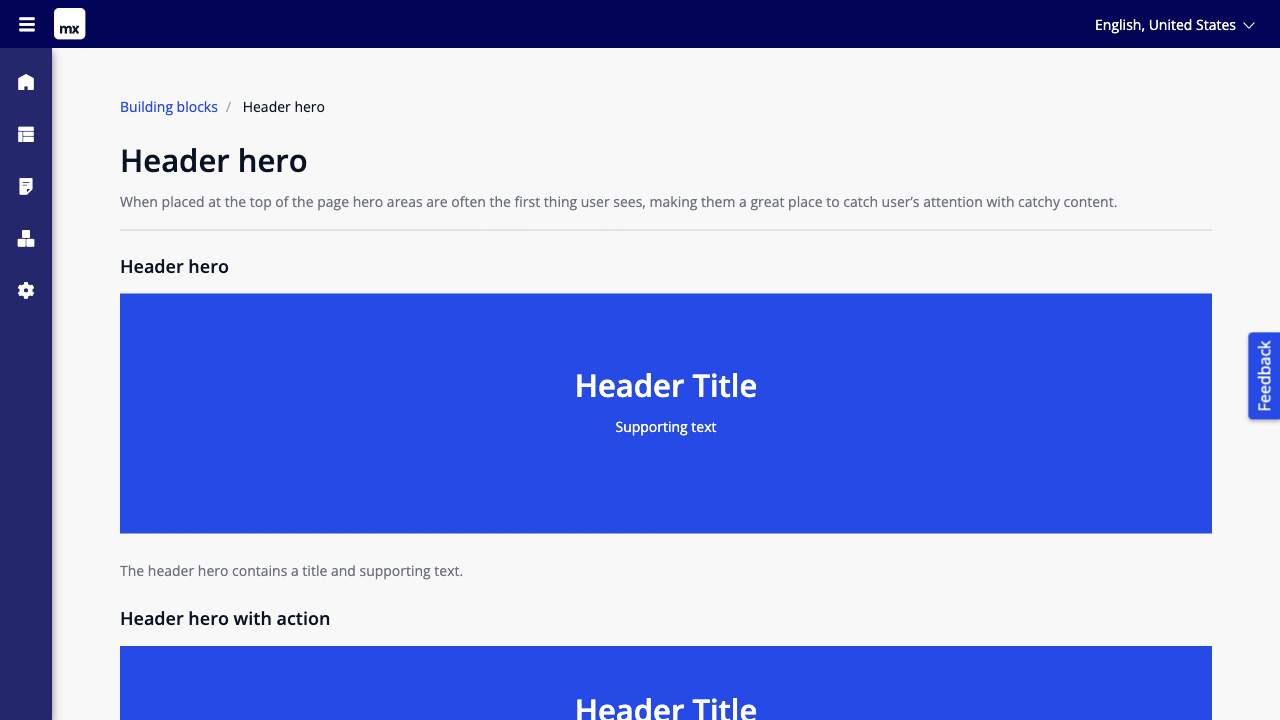 mx
English, United States
Building blocks / Header hero
Header hero
When placed at the top of the page hero areas are often the first thing user sees, making them a great place to catch user’s attention with catchy content.
Header hero
Header Title
Supporting text
Feedback
The header hero contains a title and supporting text.
Header hero with action
Header Title